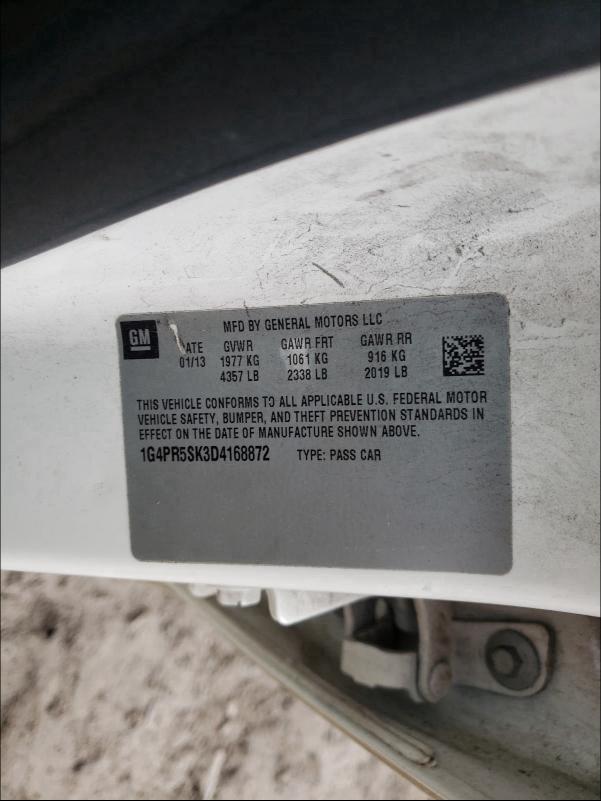 GM
MFD BY GENERAL MOTORS LLC
DATE GVWR GAWR FRT GAWR RR
01/13 1977 KG 1061 KG 916 KG
4357 LB 2338 LB 2019 LB
THIS VEHICLE CONFORMS TO ALL APPLICABLE U.S. FEDERAL MOTOR
VEHICLE SAFETY, BUMPER, AND THEFT PREVENTION STANDARDS IN
EFFECT ON THE DATE OF MANUFACTURE SHOWN ABOVE.
1G4PR5SK3D4168872 TYPE: PASS CAR